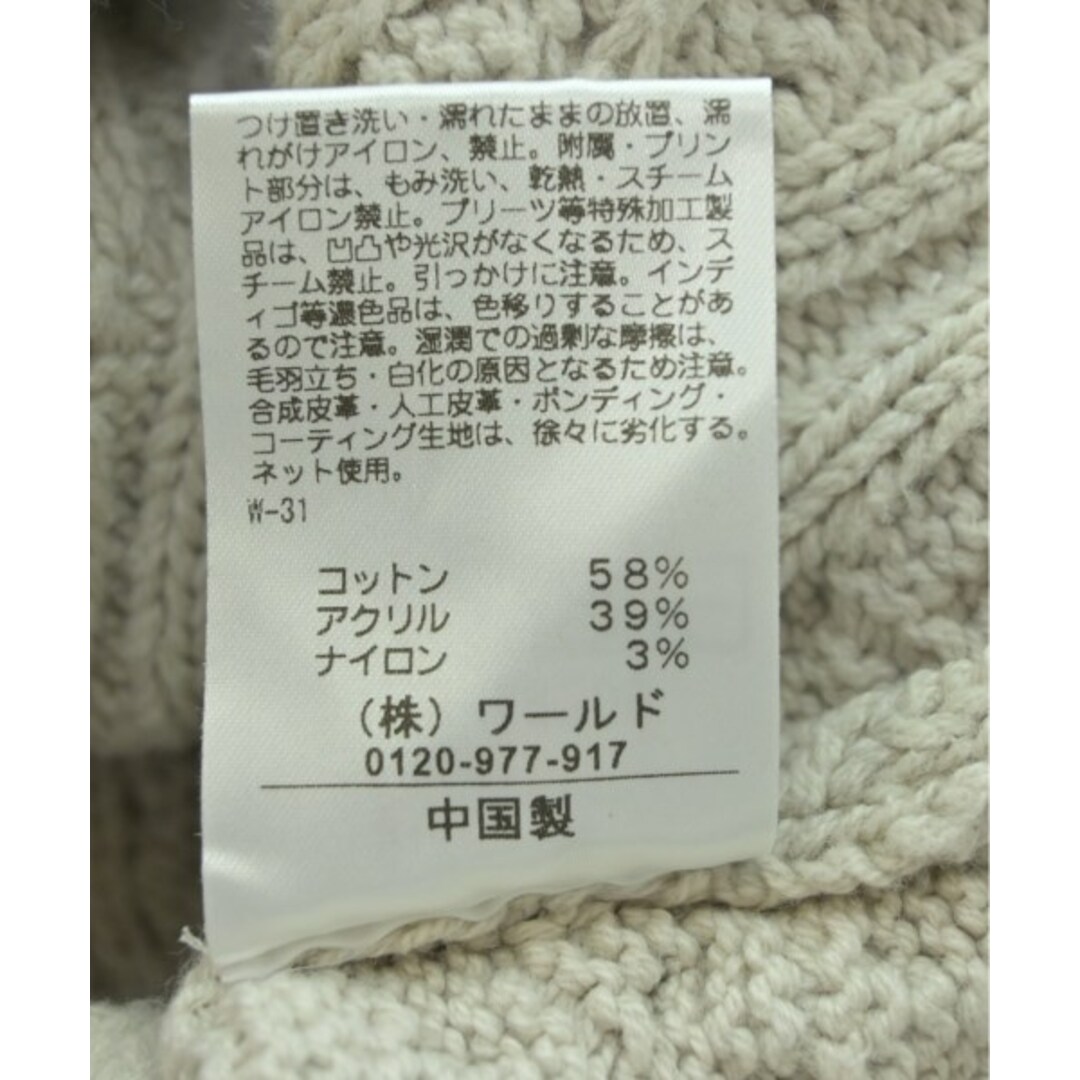 つけ置き洗い・濡れたままの放置、濡
れがけアイロン、禁止。附属・プリン
ト部分は、もみ洗い、乾熱・スチーム
アイロン禁止。プリーツ等特殊加工製
品は、凹凸や光沢がなくなるため、ス
チーム禁止。引っかけに注意。インデ
ィゴ等濃色品は、色移りすることがあ
るので注意。湿潤での過剰な摩擦は、
毛羽立ち・白化の原因となるため注意。
合成皮革・人工皮革・ボンディング・
コーティング生地は、徐々に劣化する。
ネット使用。
W-31
コットン 58%
アクリル 39%
ナイロン 3%
(株) ワールド
0120-977-917
中国製